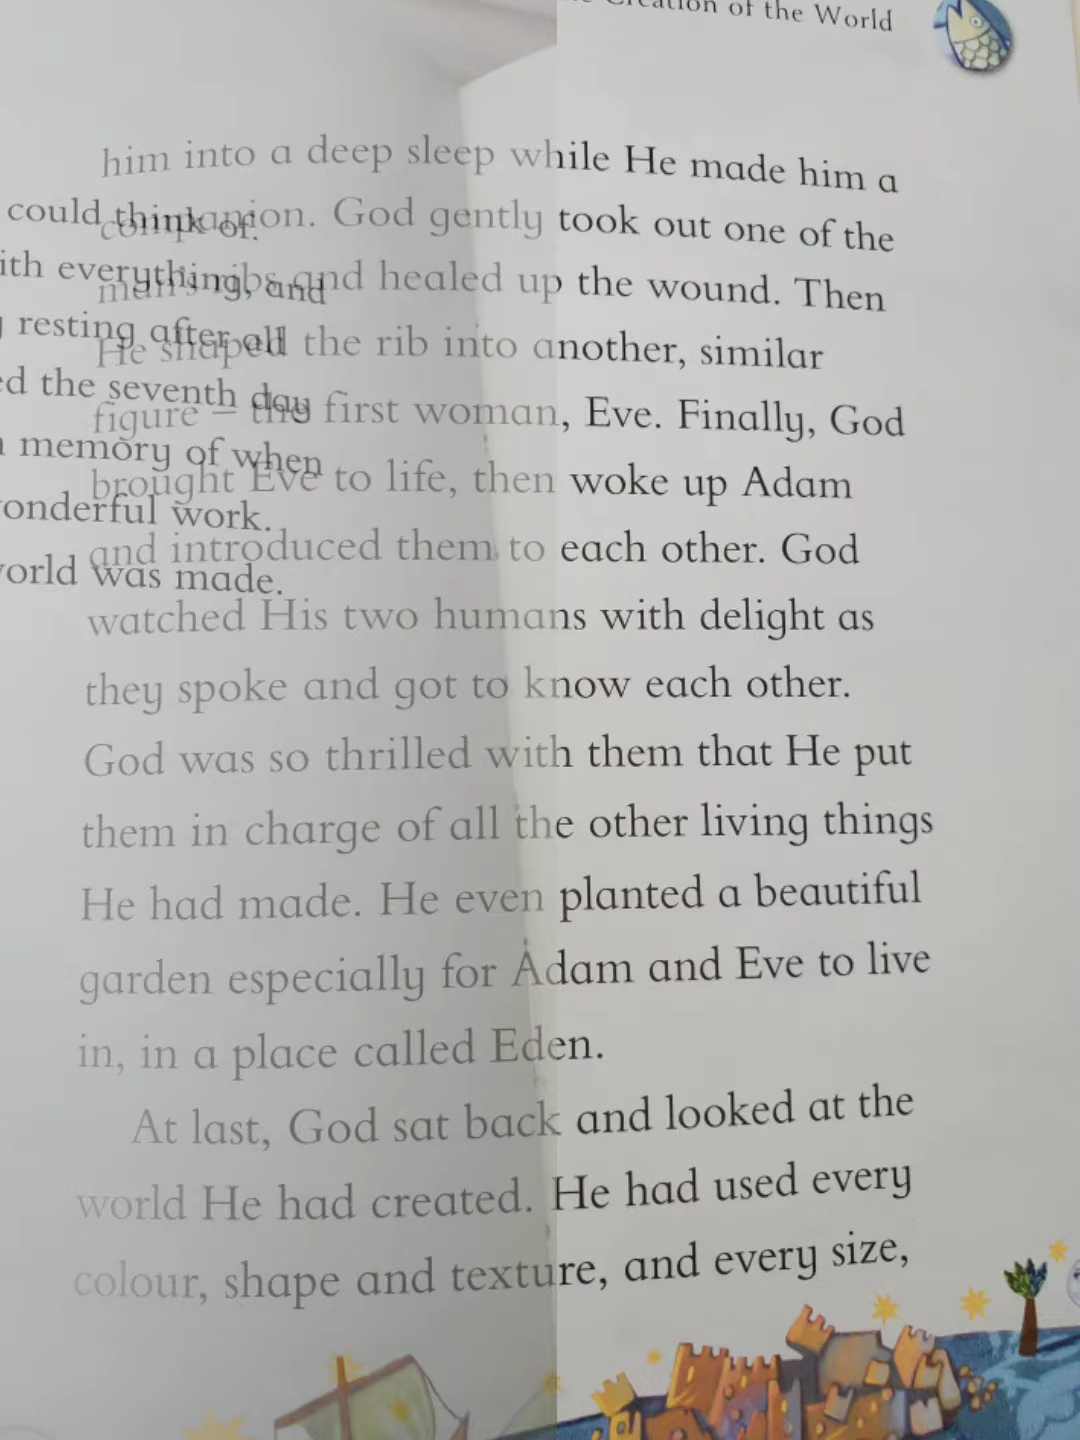 Creation of the World
him into a deep sleep while He made him a
companion. God gently took out one of the
man's ribs and healed up the wound. Then
He shaped the rib into another, similar
figure – the first woman, Eve. Finally, God
brought Eve to life, then woke up Adam
and introduced them to each other. God
watched His two humans with delight as
they spoke and got to know each other.
God was so thrilled with them that He put
them in charge of all the other living things
He had made. He even planted a beautiful
garden especially for Adam and Eve to live
in, in a place called Eden.
At last, God sat back and looked at the
world He had created. He had used every
colour, shape and texture, and every size,
could think of.
everything, and
resting after all
the seventh day
memory of when
work.
was made.